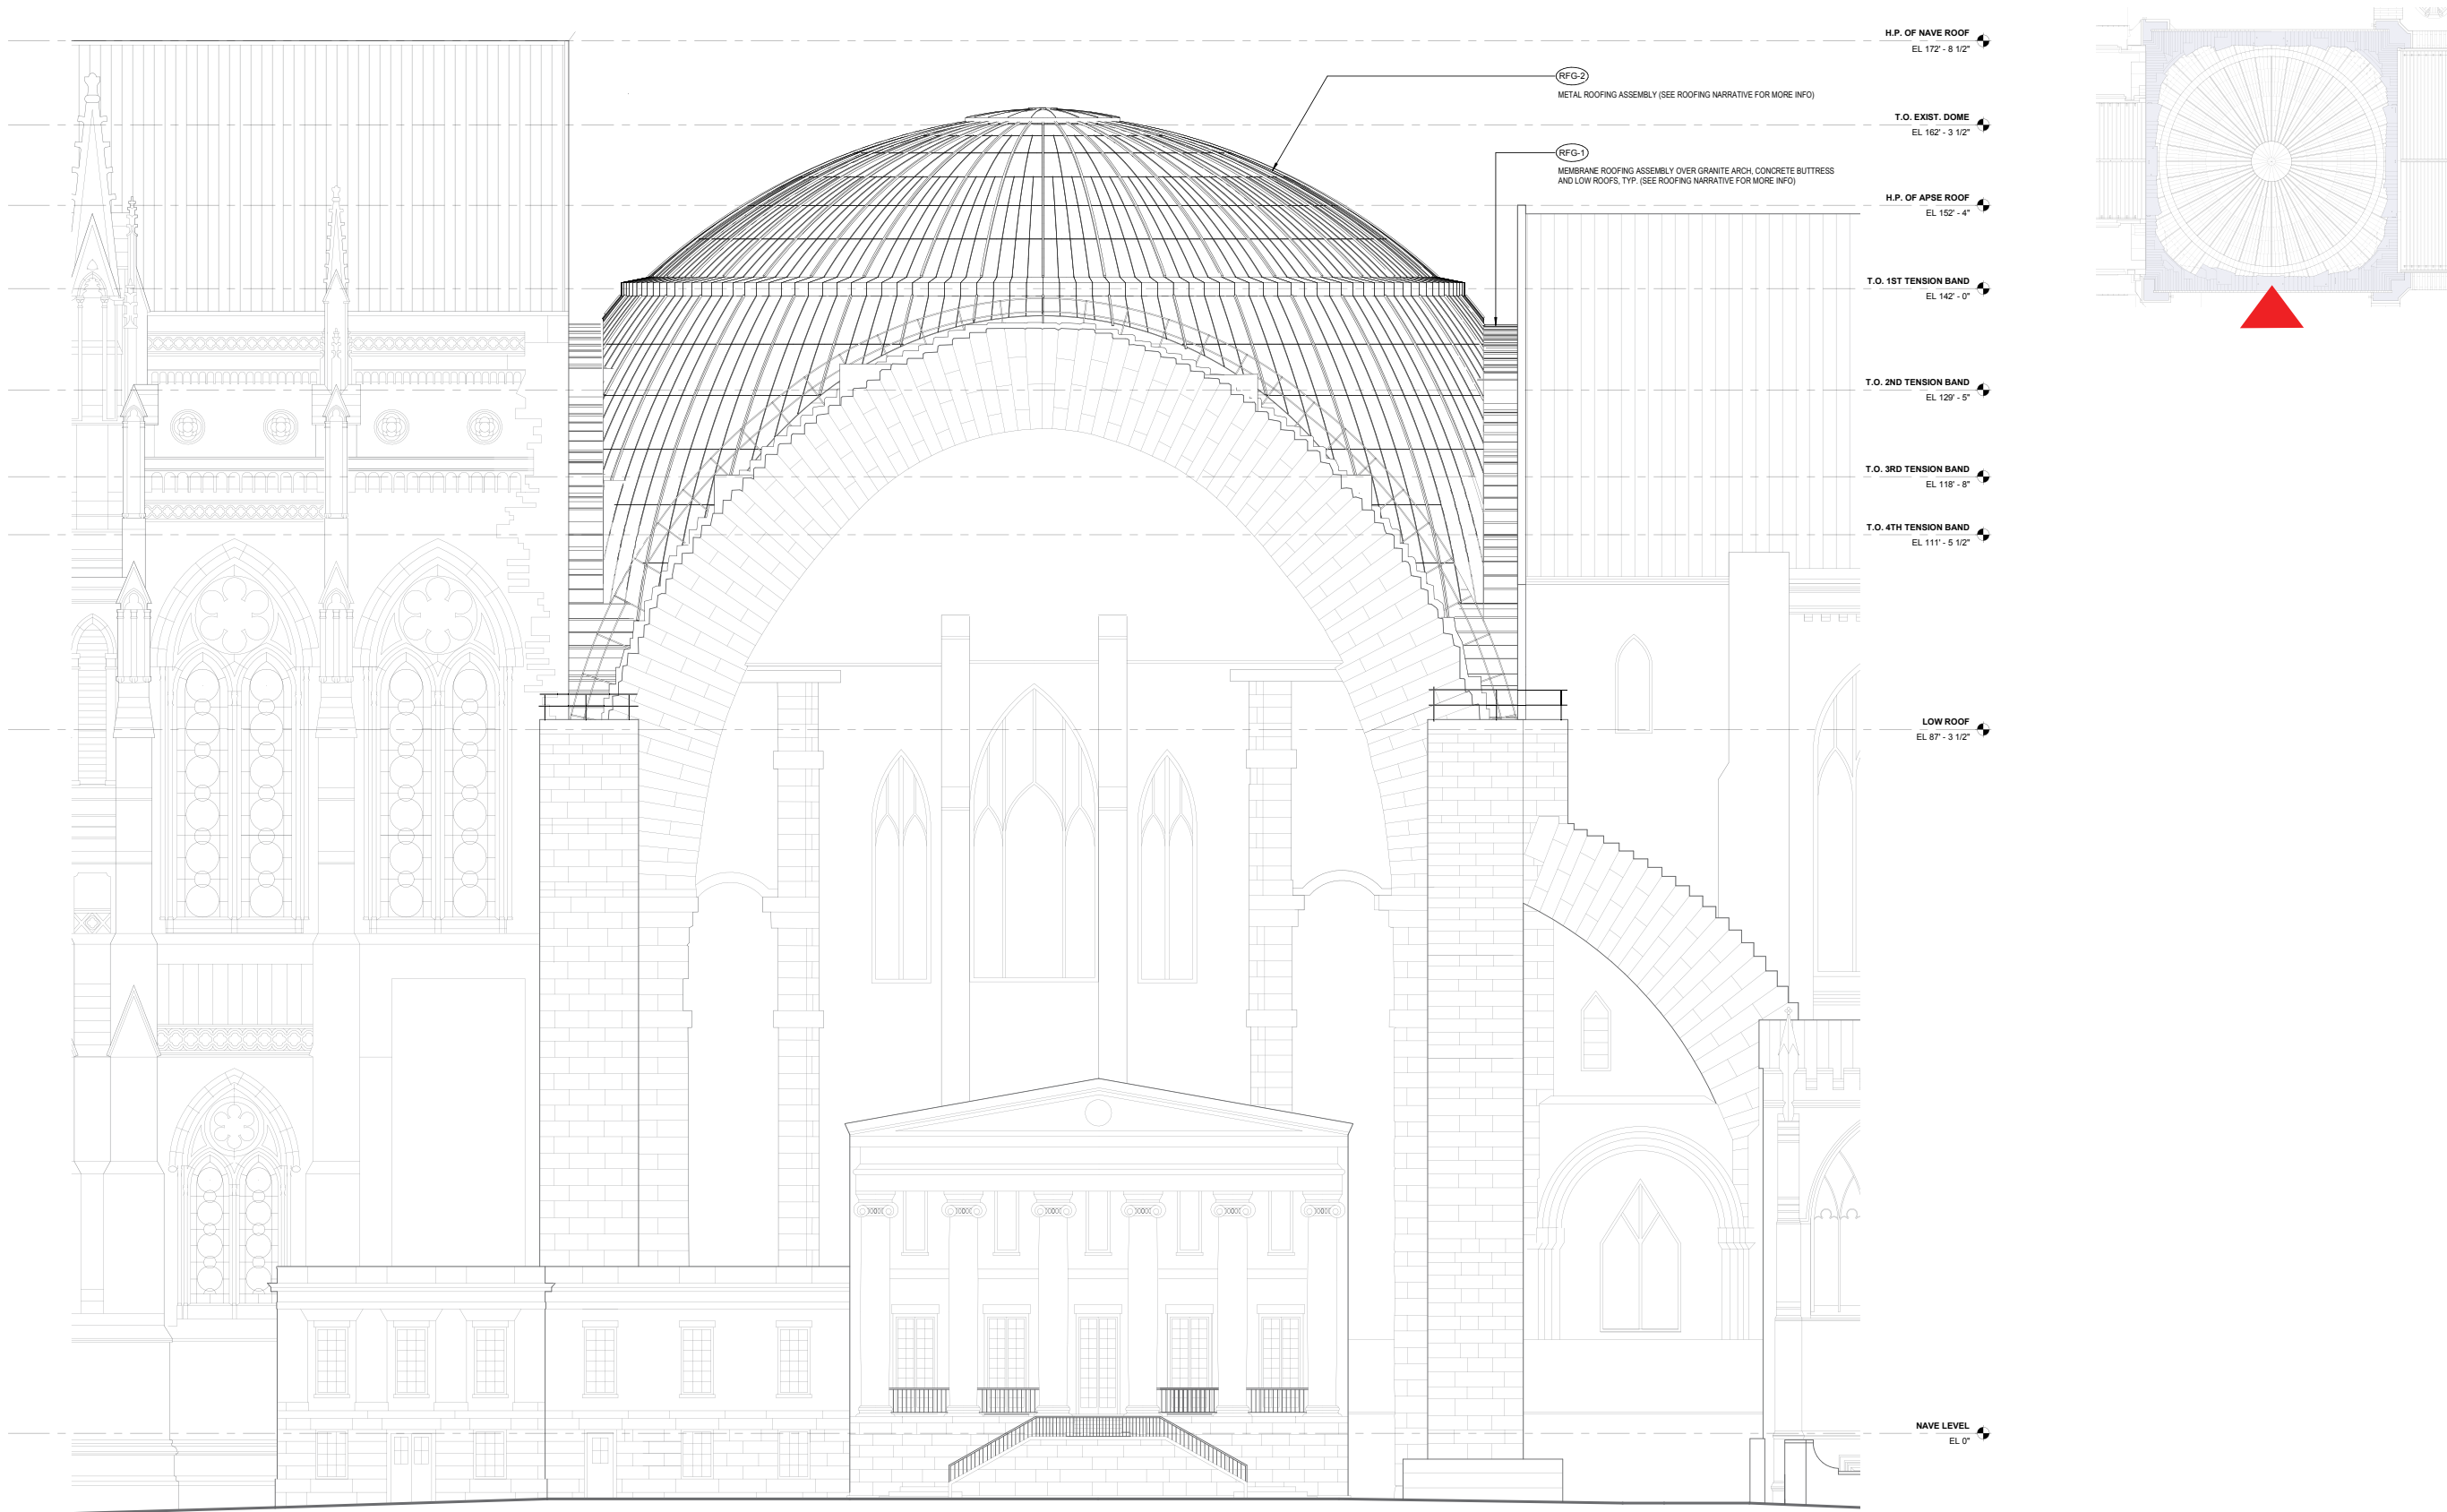 H.P. OF NAVE ROOF
EL 172' - 8 1/2"
RFG-2
METAL ROOFING ASSEMBLY (SEE ROOFING NARRATIVE FOR MORE INFO)
T.O. EXIST. DOME
EL 162' - 3 1/2"
RFG-1
MEMBRANE ROOFING ASSEMBLY OVER GRANITE ARCH, CONCRETE BUTTRESS
AND LOW ROOFS, TYP. (SEE ROOFING NARRATIVE FOR MORE INFO)
H.P. OF APSE ROOF
EL 152' - 4"
T.O. 1ST TENSION BAND
EL 142' - 0"
T.O. 2ND TENSION BAND
EL 129' - 5"
T.O. 3RD TENSION BAND
EL 118' - 8"
T.O. 4TH TENSION BAND
EL 111' - 5 1/2"
LOW ROOF
EL 87' - 3 1/2"
NAVE LEVEL
EL 0"